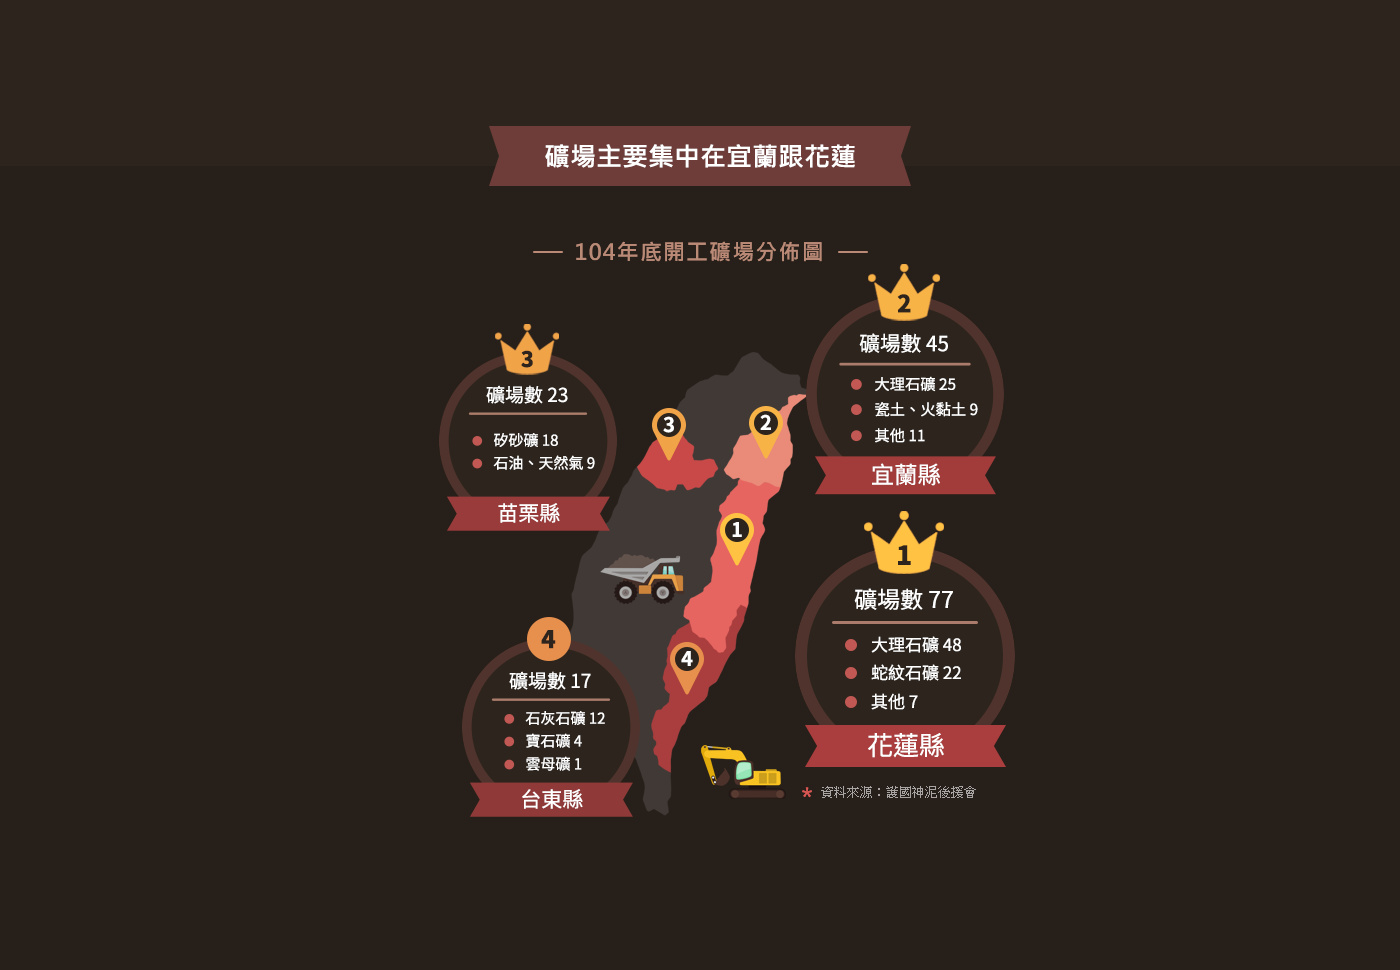 礦場主要集中在宜蘭跟花蓮
104年底開工礦場分佈圖
2
礦場數 45
大理石礦 25
瓷土、火黏土 9
其他 11
宜蘭縣
3
礦場數 23
矽砂礦 18
石油、天然氣 9
苗栗縣
3
2
1
4
1
礦場數 77
大理石礦 48
蛇紋石礦 22
其他 7
花蓮縣
4
礦場數 17
石灰石礦 12
寶石礦 4
雲母礦 1
台東縣
* 資料來源：護國神泥後援會